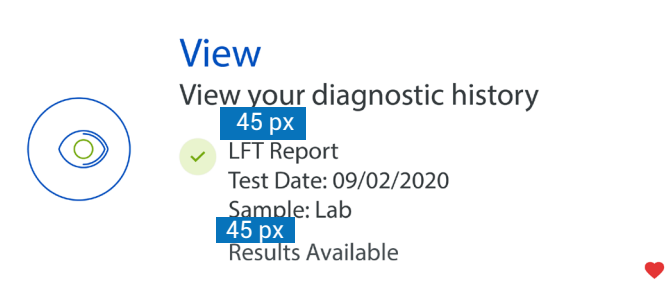 View
View your diagnostic history
45 px
LFT Report
Test Date: 09/02/2020
Sample: Lab
45 px
Results Available